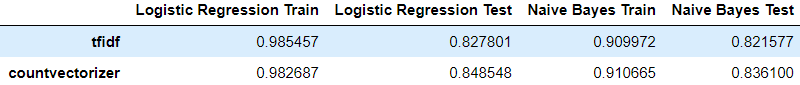 Logistic Regression Train Logistic Regression Test Naive Bayes Train Naive Bayes Test
tfidf 0.985457 0.827801 0.909972 0.821577
countvectorizer 0.982687 0.848548 0.910665 0.836100